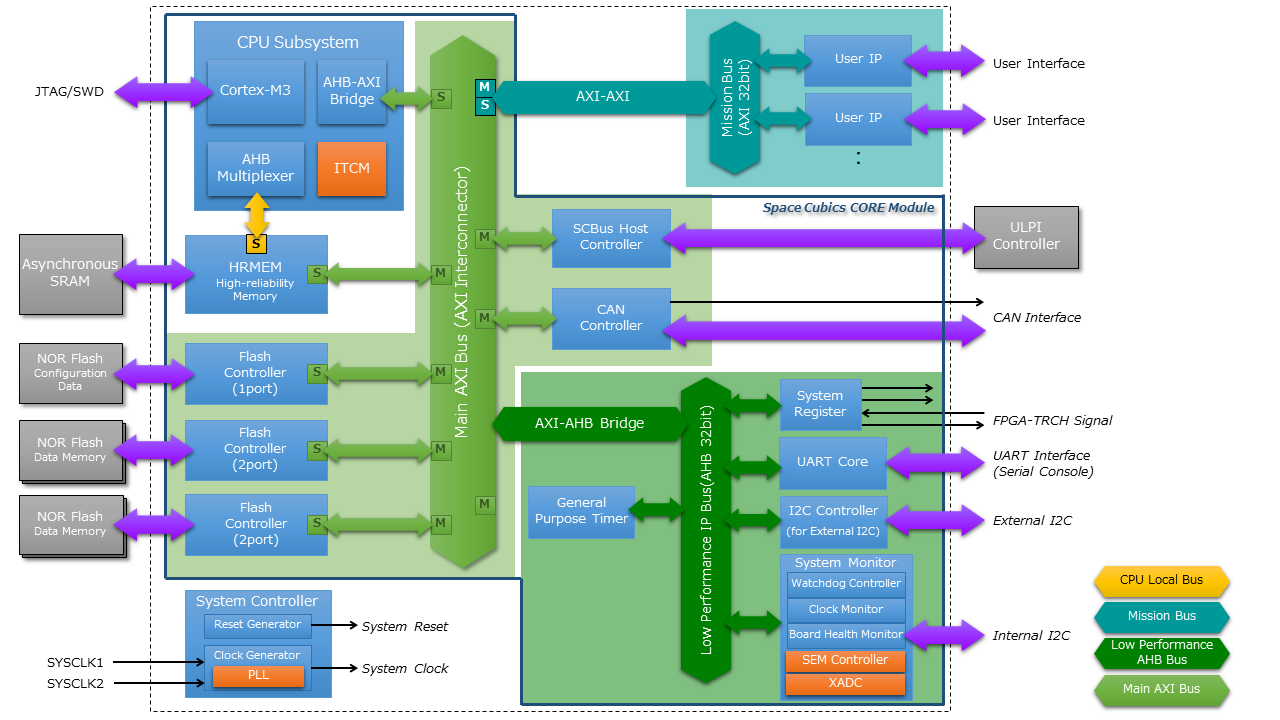 CPU Subsystem
Cortex-M3
AHB-AXI
Bridge
AHB
Multiplexer
ITCM
JTAG/SWD
S
HRMEM
High-reliability
Memory
S
Asynchronous
SRAM
NOR Flash
Configuration
Data
Flash
Controller
(1port)
S
NOR Flash
Data Memory
Flash
Controller
(2port)
S
NOR Flash
Data Memory
Flash
Controller
(2port)
S
Main AXI Bus (AXI Interconnector)
S
M
S
M
M
M
M
M
M
M
AXI-AXI
Mission Bus
(AXI 32bit)
User IP
User IP
:
User Interface
User Interface
Space Cubics CORE Module
SCBus Host
Controller
ULPI
Controller
CAN
Controller
CAN Interface
AXI-AHB Bridge
Low Performance IP Bus(AHB 32bit)
System
Register
FPGA-TRCH Signal
UART Core
UART Interface
(Serial Console)
General
Purpose Timer
I2C Controller
(for External I2C)
External I2C
System Monitor
Watchdog Controller
Clock Monitor
Board Health Monitor
SEM Controller
XADC
Internal I2C
System Controller
Reset Generator
System Reset
Clock Generator
PLL
System Clock
SYSCLK1
SYSCLK2
CPU Local Bus
Mission Bus
Low Performance
AHB Bus
Main AXI Bus